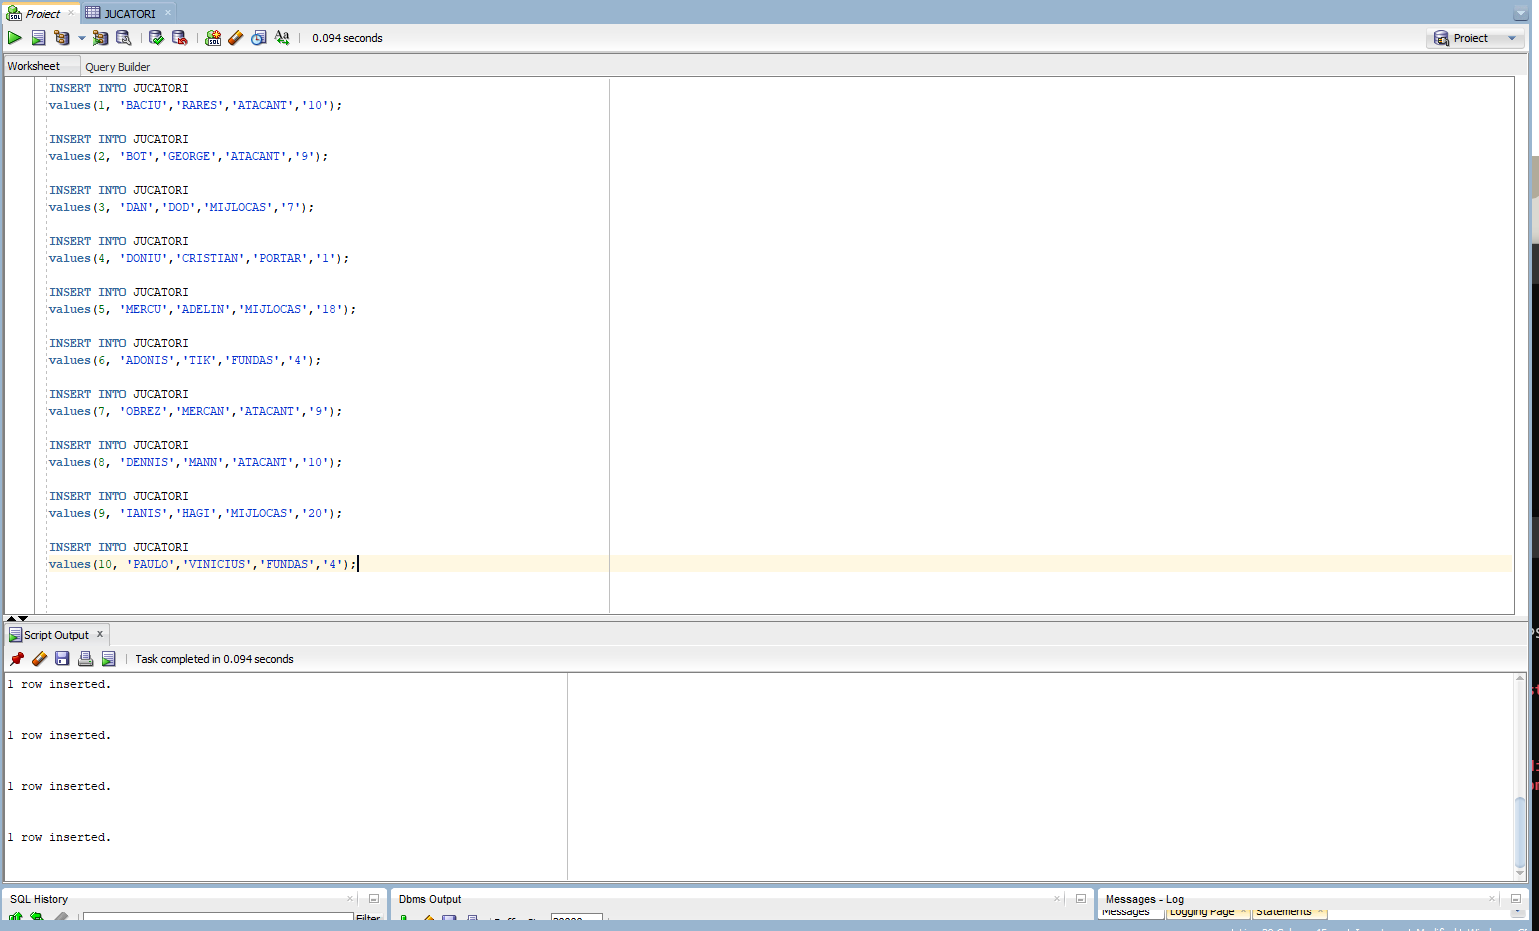 Proiect
JUCATORI
0.094 seconds
Proiect
Worksheet
Query Builder
INSERT INTO JUCATORI
values(1, 'BACIU','RARES','ATACANT','10');
INSERT INTO JUCATORI
values(2, 'BOT','GEORGE','ATACANT','9');
INSERT INTO JUCATORI
values(3, 'DAN','DOD','MIJLOCAS','7');
INSERT INTO JUCATORI
values(4, 'DONIU','CRISTIAN','PORTAR','1');
INSERT INTO JUCATORI
values(5, 'MERCU','ADELIN','MIJLOCAS','18');
INSERT INTO JUCATORI
values(6, 'ADONIS','TIK','FUNDAS','4');
INSERT INTO JUCATORI
values(7, 'OBREZ','MERCAN','ATACANT','9');
INSERT INTO JUCATORI
values(8, 'DENNIS','MANN','ATACANT','10');
INSERT INTO JUCATORI
values(9, 'IANIS','HAGI','MIJLOCAS','20');
INSERT INTO JUCATORI
values(10, 'PAULO','VINICIUS','FUNDAS','4');
Script Output
Task completed in 0.094 seconds
1 row inserted.
1 row inserted.
1 row inserted.
1 row inserted.
SQL History
Dbms Output
Messages - Log
Filter
Messages
Logging Page
Statements